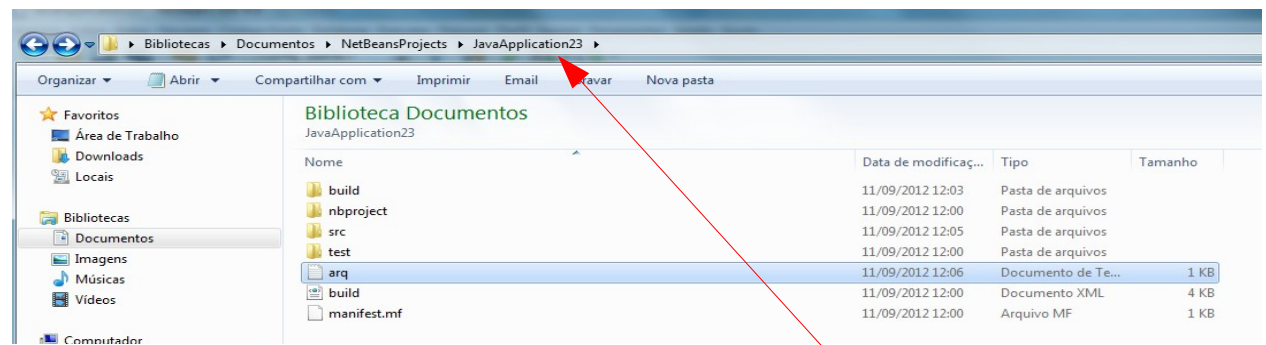 Bibliotecas ▸ Documentos ▸ NetBeansProjects ▸ JavaApplication23 ▸
Organizar Abrir Compartilhar com Imprimir Email Nova pasta
Favoritos
Área de Trabalho
Downloads
Locais
Bibliotecas
Documentos
Imagens
Músicas
Vídeos
Computador
Biblioteca Documentos
JavaApplication23
Nome Data de modificaç... Tipo Tamanho
build 11/09/2012 12:03 Pasta de arquivos
nbproject 11/09/2012 12:00 Pasta de arquivos
src 11/09/2012 12:05 Pasta de arquivos
test 11/09/2012 12:00 Pasta de arquivos
arq 11/09/2012 12:06 Documento de Te... 1 KB
build 11/09/2012 12:00 Documento XML 4 KB
manifest.mf 11/09/2012 12:00 Arquivo MF 1 KB